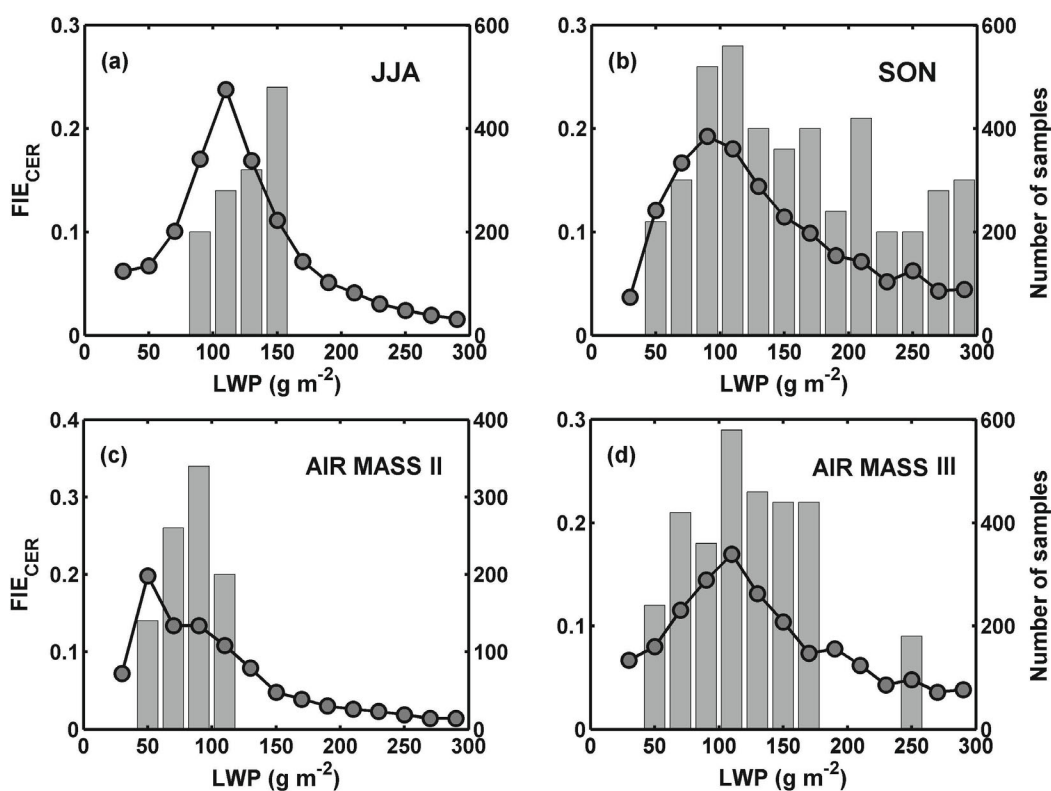 0.3
600
(a)
JJA
0.2
400
FIE_CER
0.1
200
0
0
0 50 100 150 200 250 300
LWP (g m⁻²)
0.3
600
(b)
SON
0.2
400
Number of samples
0.1
200
0
0
0 50 100 150 200 250 300
LWP (g m⁻²)
0.4
400
(c)
AIR MASS II
0.3
300
FIE_CER
0.2
200
0.1
100
0
0
0 50 100 150 200 250 300
LWP (g m⁻²)
0.3
600
(d)
AIR MASS III
0.2
400
Number of samples
0.1
200
0
0
0 50 100 150 200 250 300
LWP (g m⁻²)